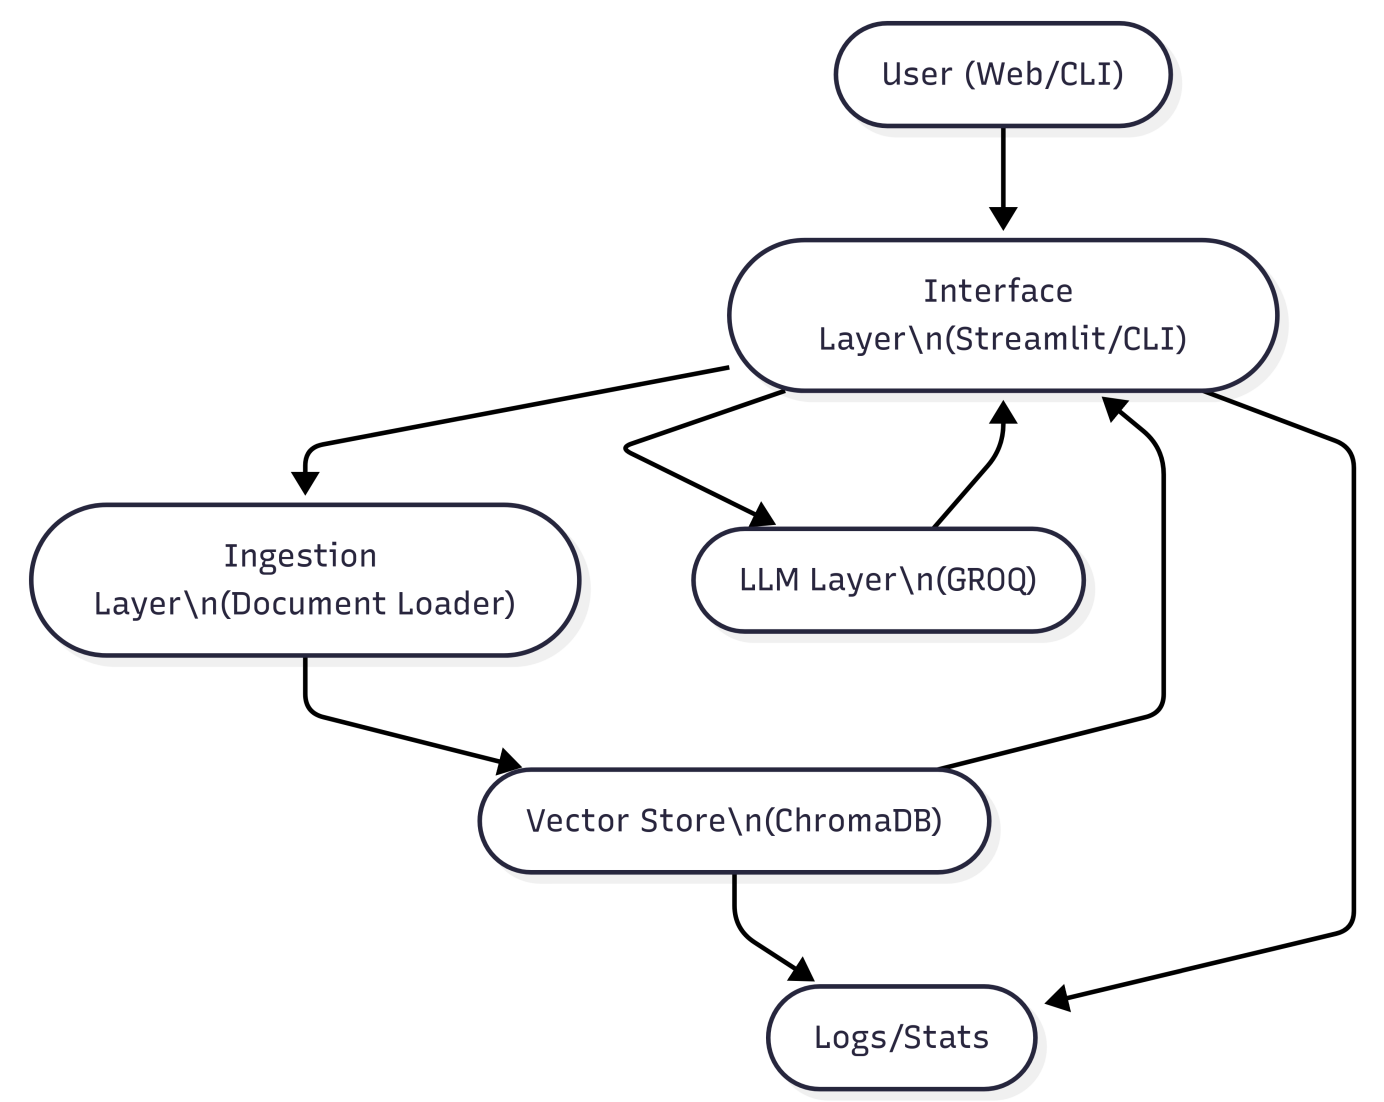 User (Web/CLI)
Interface
Layer\n(Streamlit/CLI)
Ingestion
Layer\n(Document Loader)
LLM Layer\n(GROQ)
Vector Store\n(ChromaDB)
Logs/Stats